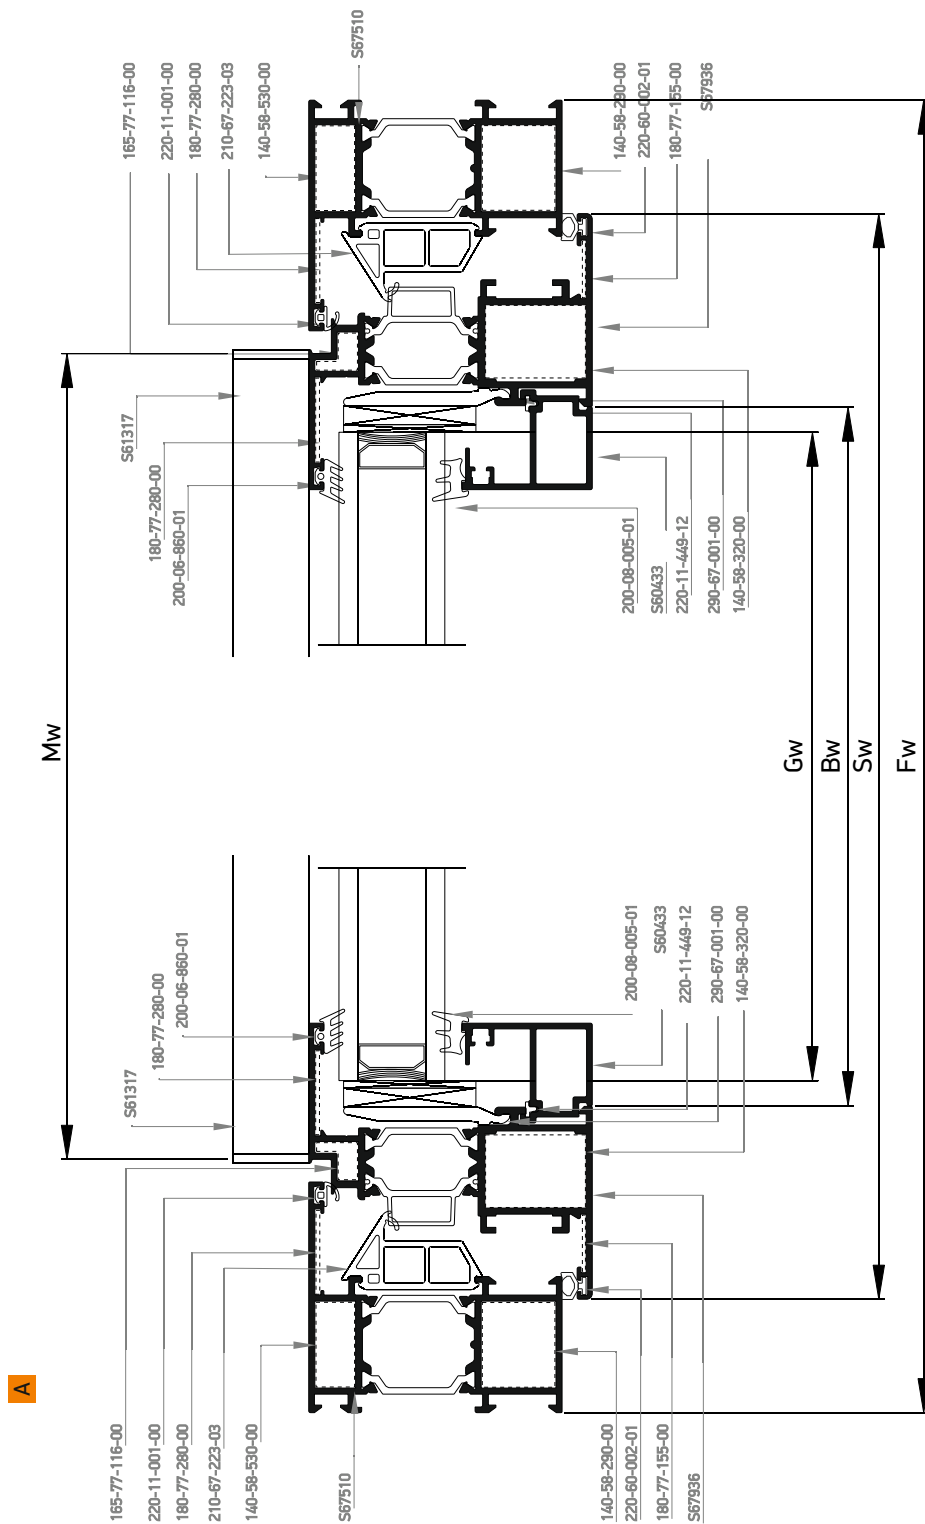 165-77-116-00
220-11-001-00
180-77-280-00
210-67-223-03
140-58-530-00
S67510
140-58-290-00
220-60-002-01
180-77-155-00
S67936
S61317
180-77-280-00
200-06-860-01
200-08-005-01
S60433
220-11-449-12
290-67-001-00
140-58-320-00
Mw
Gw
Bw
Sw
Fw
S61317
180-77-280-00
200-06-860-01
200-08-005-01
S60433
220-11-449-12
290-67-001-00
140-58-320-00
A
165-77-116-00
220-11-001-00
180-77-280-00
210-67-223-03
140-58-530-00
S67510
140-58-290-00
220-60-002-01
180-77-155-00
S67936